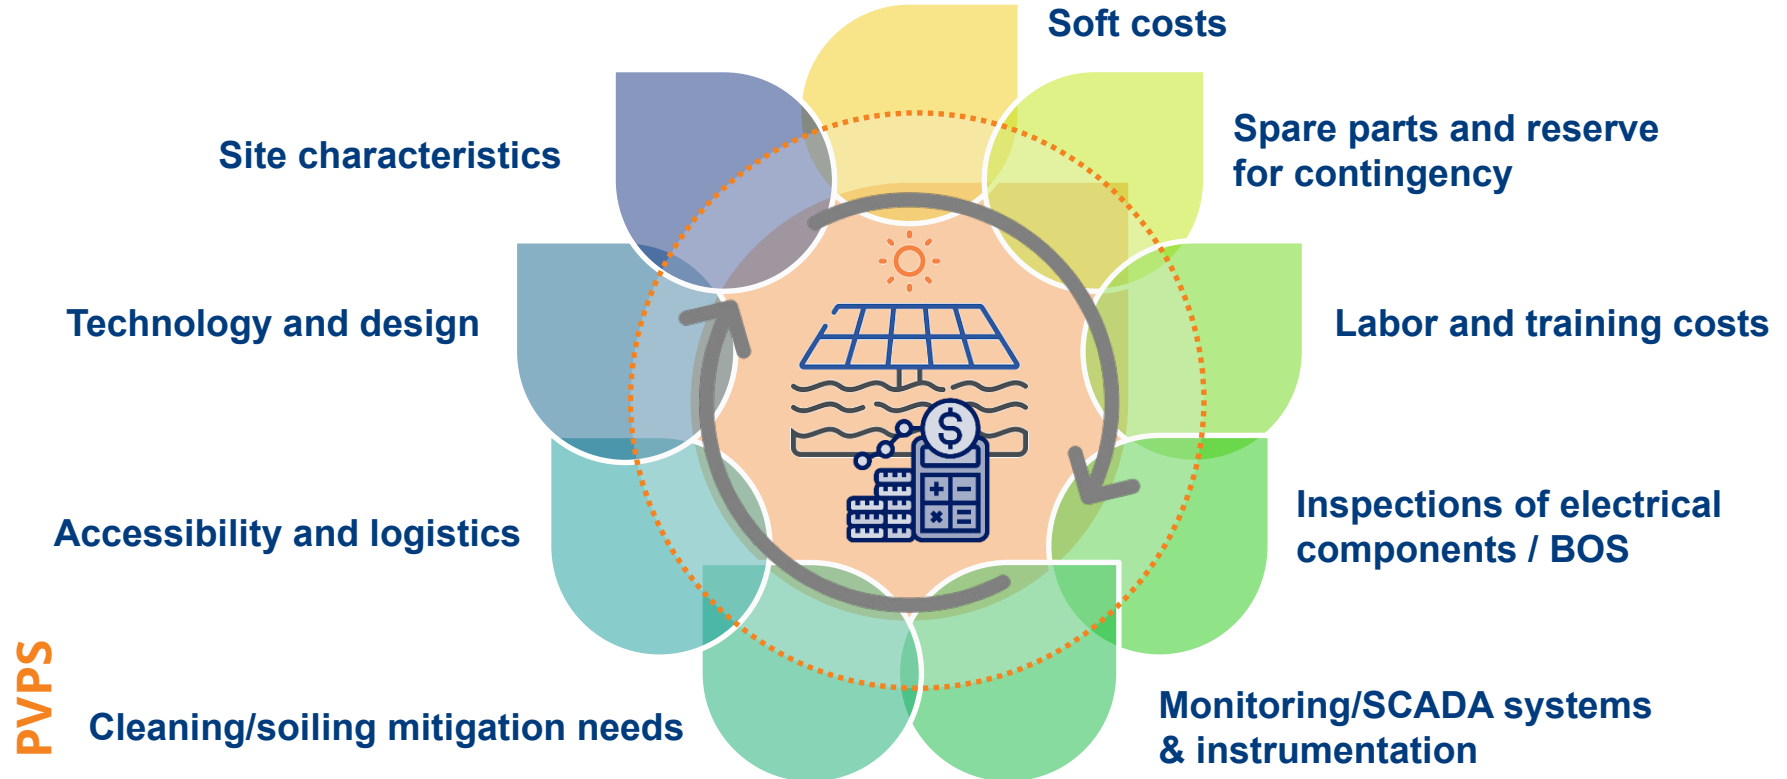 Soft costs
Spare parts and reserve
for contingency
Site characteristics
Technology and design
Labor and training costs
$
Accessibility and logistics
Inspections of electrical
components / BOS
Cleaning/soiling mitigation needs
Monitoring/SCADA systems
& instrumentation
PVPS